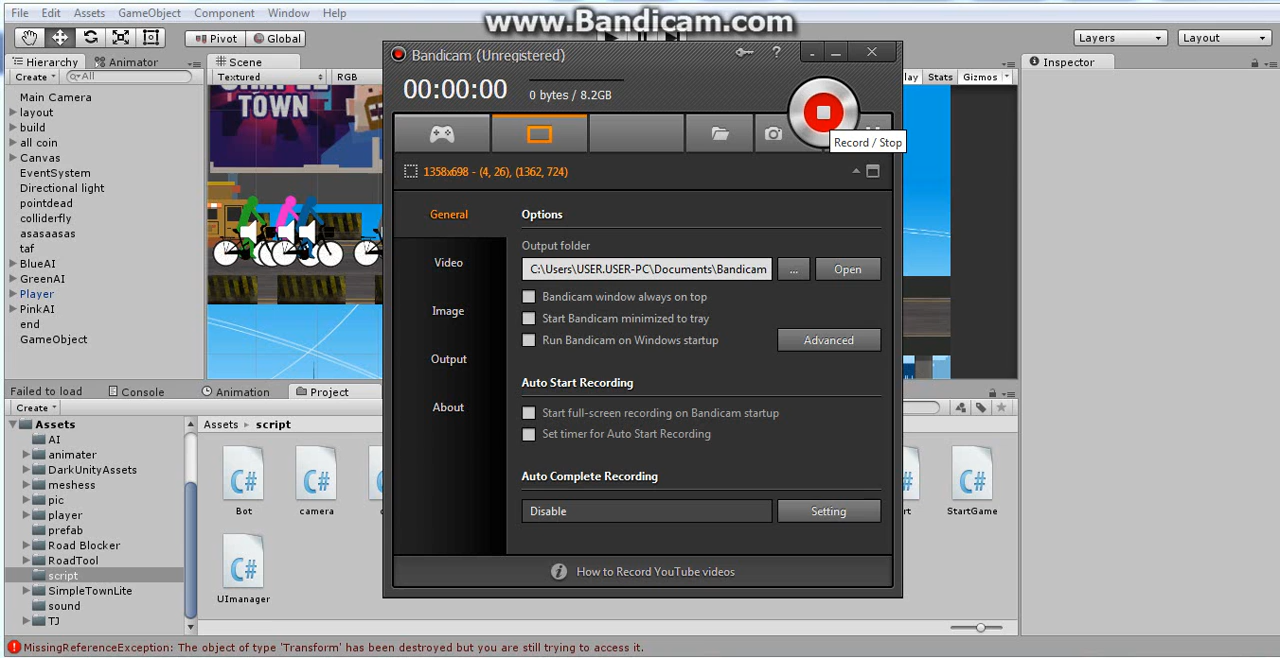 www.Bandicam.com
File Edit Assets GameObject Component Window Help
Pivot Global Layers Layout
Hierarchy Animator
Create All
Main Camera
layout
build
all coin
Canvas
EventSystem
Directional light
pointdead
colliderfly
asasaasas
taf
BlueAI
GreenAI
Player
PinkAI
end
GameObject
Scene
Textured RGB
TOWN
Bandicam (Unregistered) ?
00:00:00 0 bytes / 8.2GB
Record / Stop
1358x698 - (4, 26), (1362, 724)
General
Video
Image
Output
About
Options
Output folder
C:\Users\USER.USER-PC\Documents\Bandicam ... Open
Bandicam window always on top
Start Bandicam minimized to tray
Run Bandicam on Windows startup Advanced
Auto Start Recording
Start full-screen recording on Bandicam startup
Set timer for Auto Start Recording
Auto Complete Recording
Disable Setting
How to Record YouTube videos
lay Stats Gizmos
Inspector
Failed to load Console Animation Project
Create
Assets
AI
animater
DarkUnityAssets
meshess
pic
player
prefab
Road Blocker
RoadTool
script
SimpleTownLite
sound
TJ
Assets script
C# C# C# C#
Bot camera rt StartGame
C#
UImanager
MissingReferenceException: The object of type 'Transform' has been destroyed but you are still trying to access it.